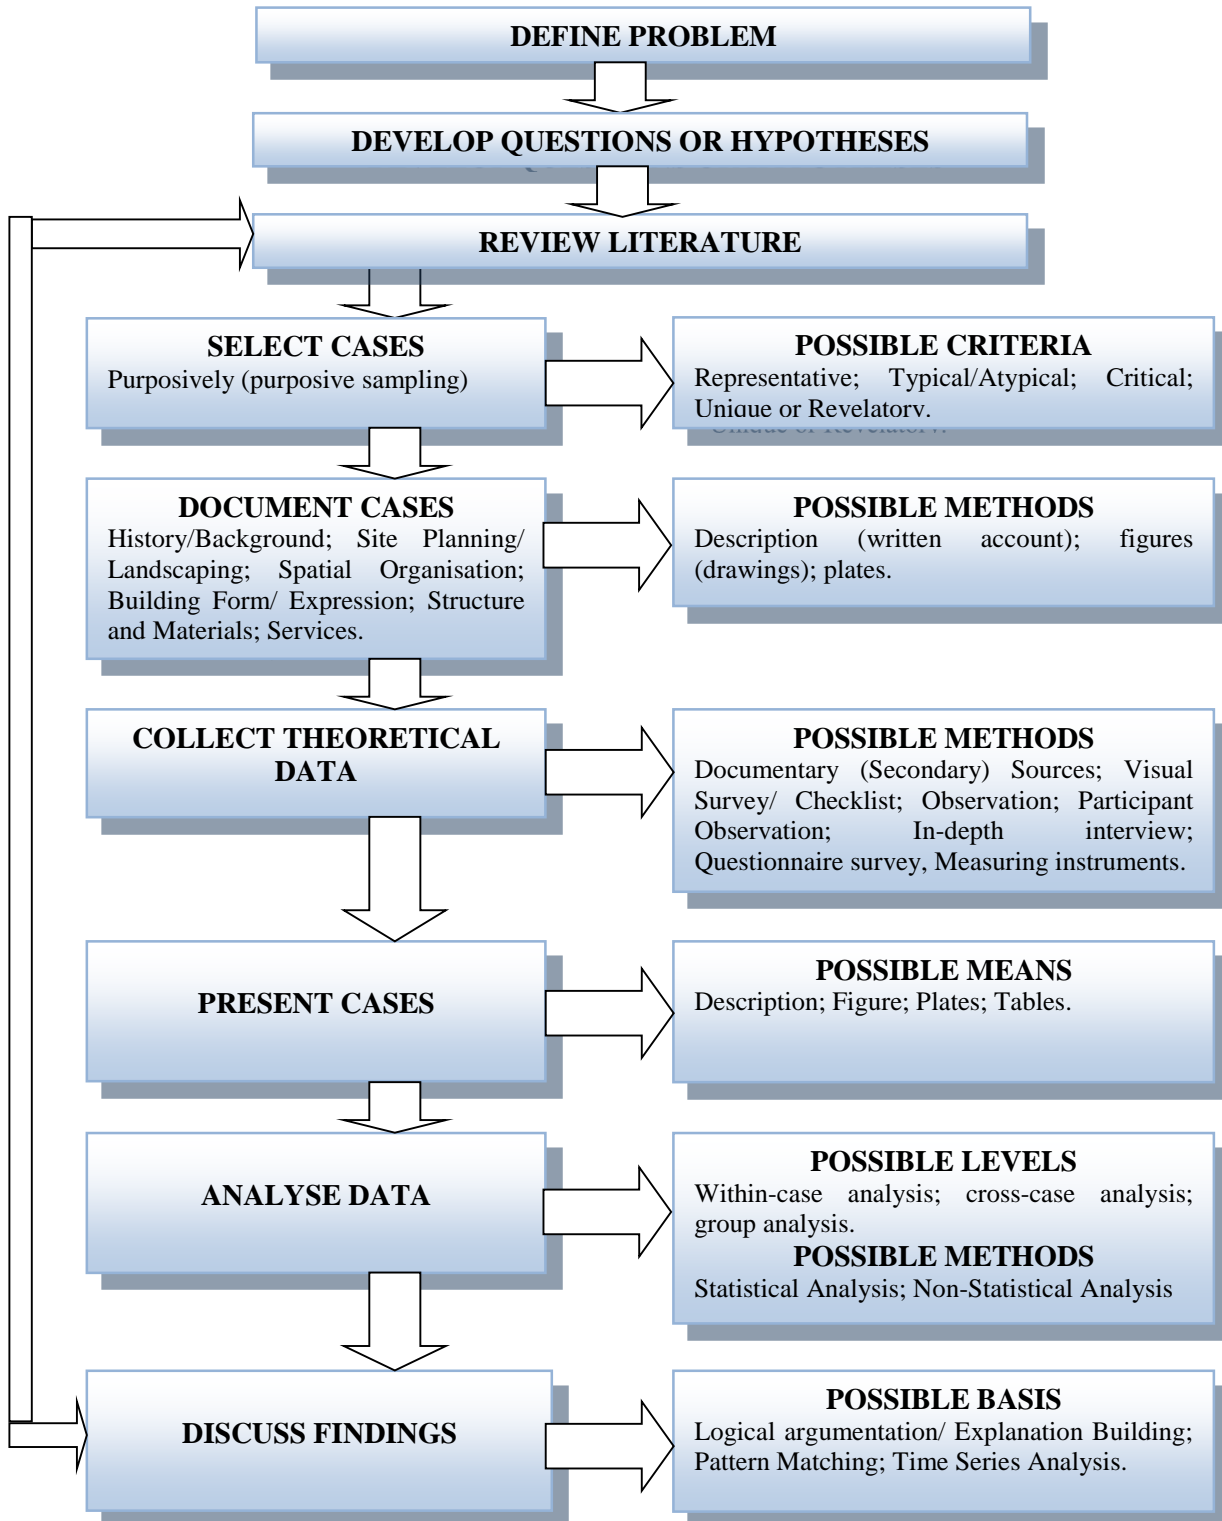 DEFINE PROBLEM
DEVELOP QUESTIONS OR HYPOTHESES
REVIEW LITERATURE
SELECT CASES
Purposively (purposive sampling)
POSSIBLE CRITERIA
Representative; Typical/Atypical; Critical;
Unique or Revelatory.
DOCUMENT CASES
History/Background; Site Planning/
Landscaping; Spatial Organisation;
Building Form/ Expression; Structure
and Materials; Services.
POSSIBLE METHODS
Description (written account); figures
(drawings); plates.
COLLECT THEORETICAL
DATA
POSSIBLE METHODS
Documentary (Secondary) Sources; Visual
Survey/ Checklist; Observation; Participant
Observation; In-depth interview;
Questionnaire survey, Measuring instruments.
PRESENT CASES
POSSIBLE MEANS
Description; Figure; Plates; Tables.
ANALYSE DATA
POSSIBLE LEVELS
Within-case analysis; cross-case analysis;
group analysis.
POSSIBLE METHODS
Statistical Analysis; Non-Statistical Analysis
DISCUSS FINDINGS
POSSIBLE BASIS
Logical argumentation/ Explanation Building;
Pattern Matching; Time Series Analysis.